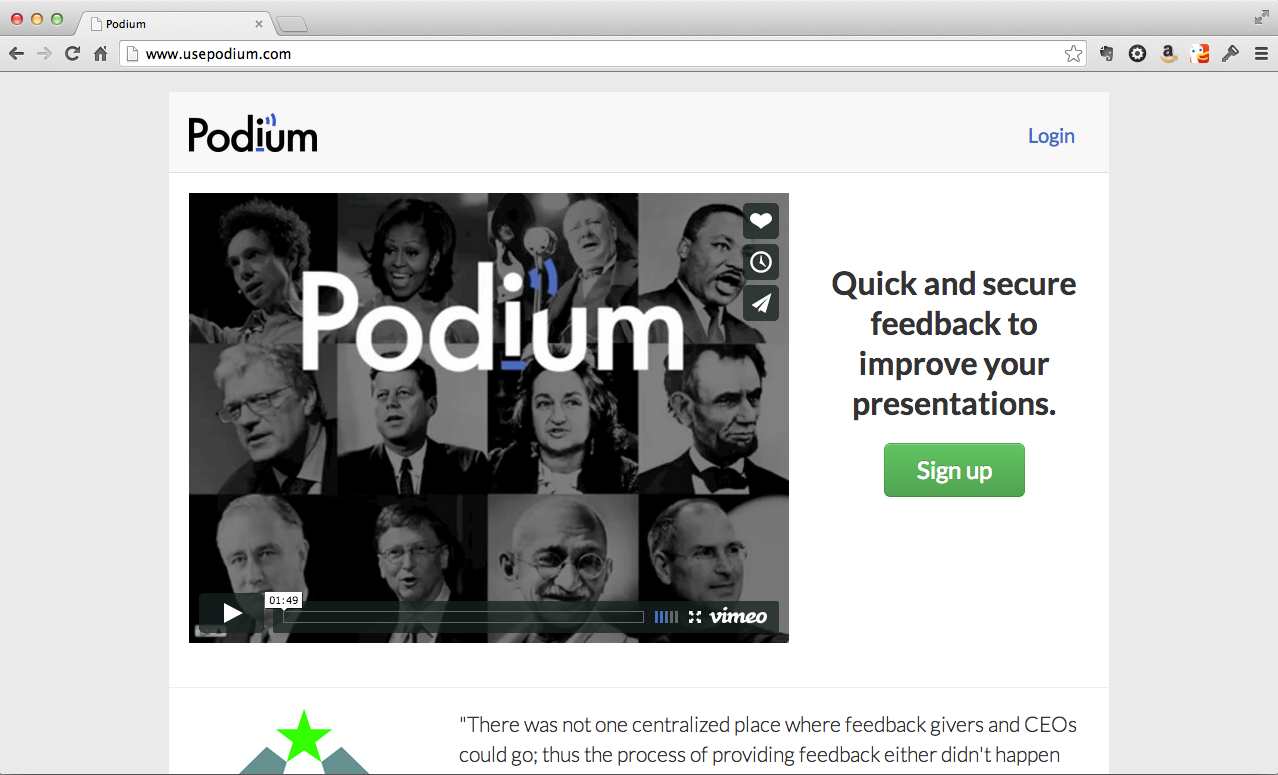 Podium
www.usepodium.com
Podium
Login
Podium
Quick and secure
feedback to
improve your
presentations.
Sign up
01:49
vimeo
"There was not one centralized place where feedback givers and CEOs
could go; thus the process of providing feedback either didn't happen